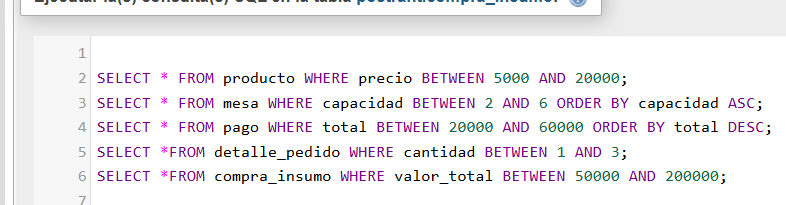 Ejecutar la(s) consulta(s) SQL en la tabla postrant.compra_insumo:
1
2 SELECT * FROM producto WHERE precio BETWEEN 5000 AND 20000;
3 SELECT * FROM mesa WHERE capacidad BETWEEN 2 AND 6 ORDER BY capacidad ASC;
4 SELECT * FROM pago WHERE total BETWEEN 20000 AND 60000 ORDER BY total DESC;
5 SELECT *FROM detalle_pedido WHERE cantidad BETWEEN 1 AND 3;
6 SELECT *FROM compra_insumo WHERE valor_total BETWEEN 50000 AND 200000;
7